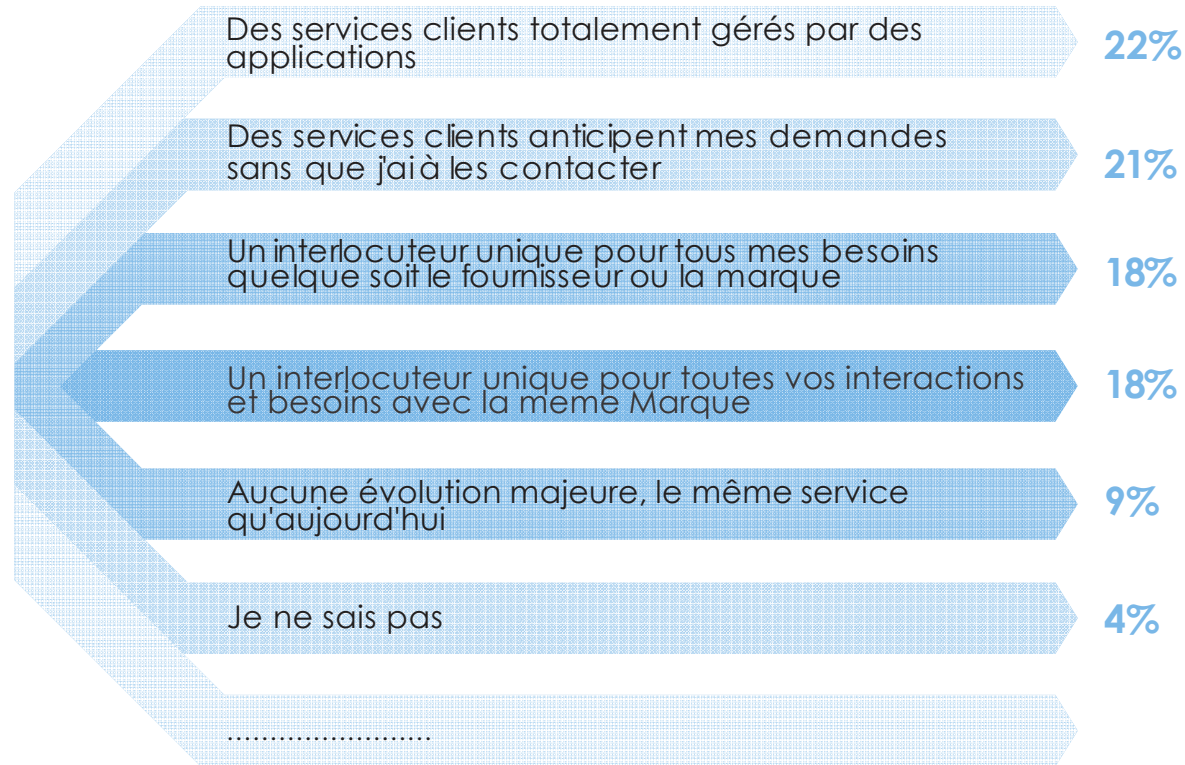 Des services clients totalement gérés par des
applications
22%
Des services clients anticipent mes demandes
sans que j'ai à les contacter
21%
Un interlocuteur unique pour tous mes besoins
quelque soit le fournisseur ou la marque
18%
Un interlocuteur unique pour toutes vos interactions
et besoins avec la meme Marque
18%
Aucune évolution majeure, le même service
qu'aujourd'hui
9%
Je ne sais pas
4%
........................